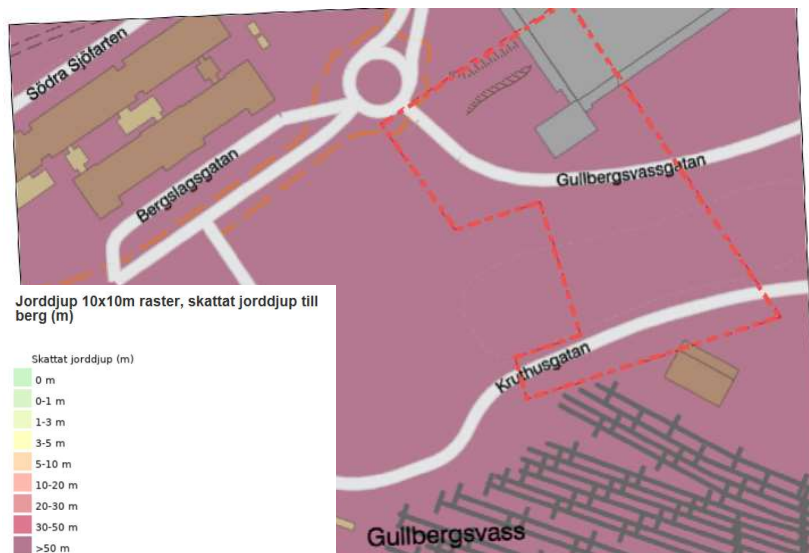 Södra Sjöfarten
Bergslagsgatan
Gullbergsvassgatan
Jorddjup 10x10m raster, skattat jorddjup till
berg (m)
Skattat jorddjup (m)
0 m
0-1 m
1-3 m
3-5 m
5-10 m
10-20 m
20-30 m
30-50 m
>50 m
Kruthusgatan
Gullbergsvass